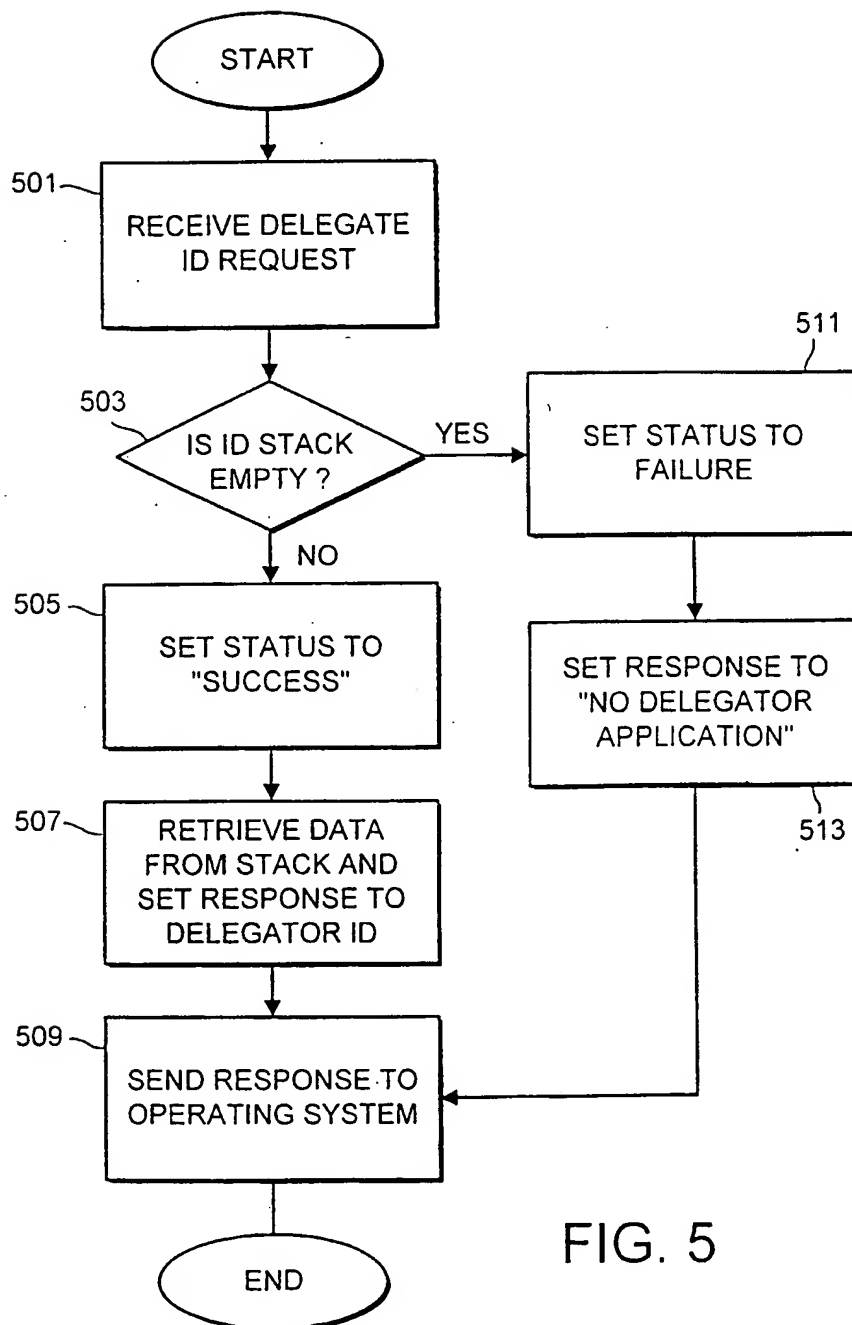 START
501
RECEIVE DELEGATE
ID REQUEST
503
IS ID STACK
EMPTY ?
YES
NO
511
SET STATUS TO
FAILURE
505
SET STATUS TO
"SUCCESS"
SET RESPONSE TO
"NO DELEGATOR
APPLICATION"
513
507
RETRIEVE DATA
FROM STACK AND
SET RESPONSE TO
DELEGATOR ID
509
SEND RESPONSE TO
OPERATING SYSTEM
END
FIG. 5